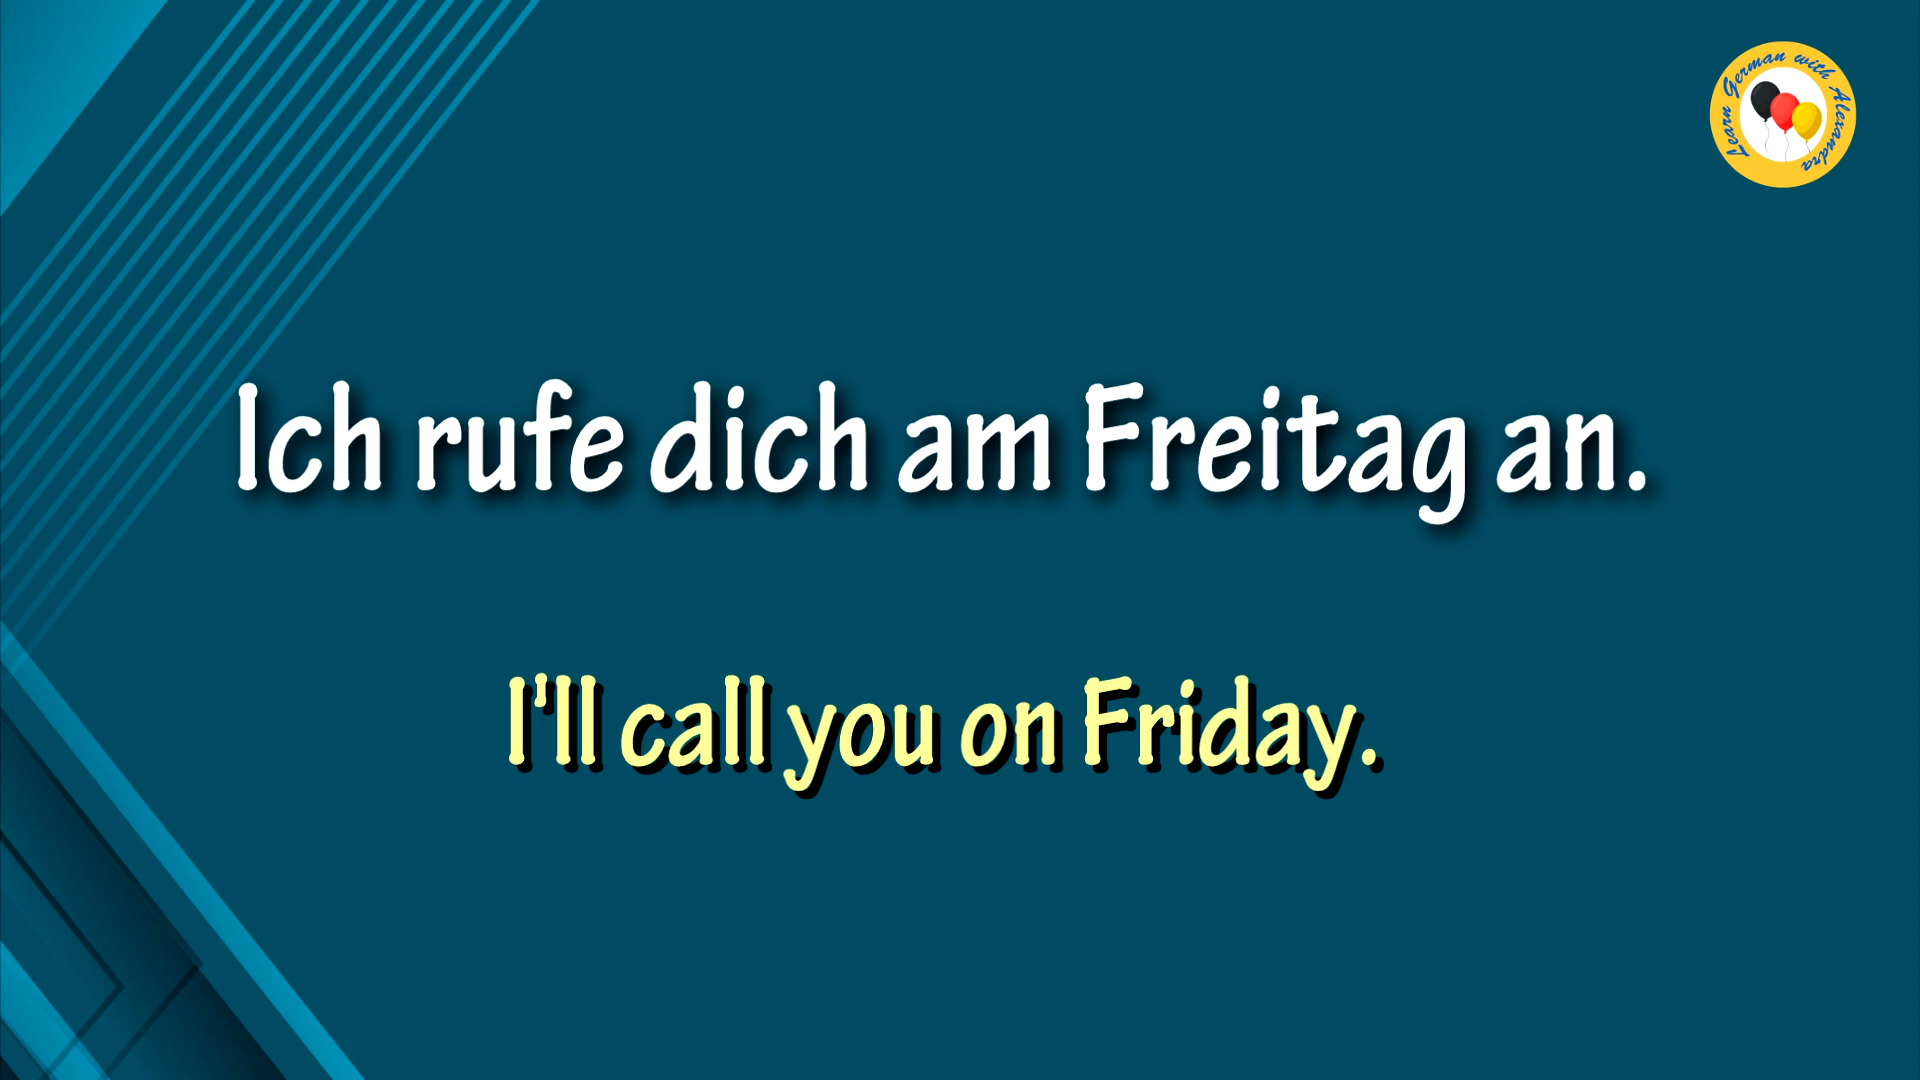 Learn German with Alexandra
Ich rufe dich am Freitag an.
I'll call you on Friday.